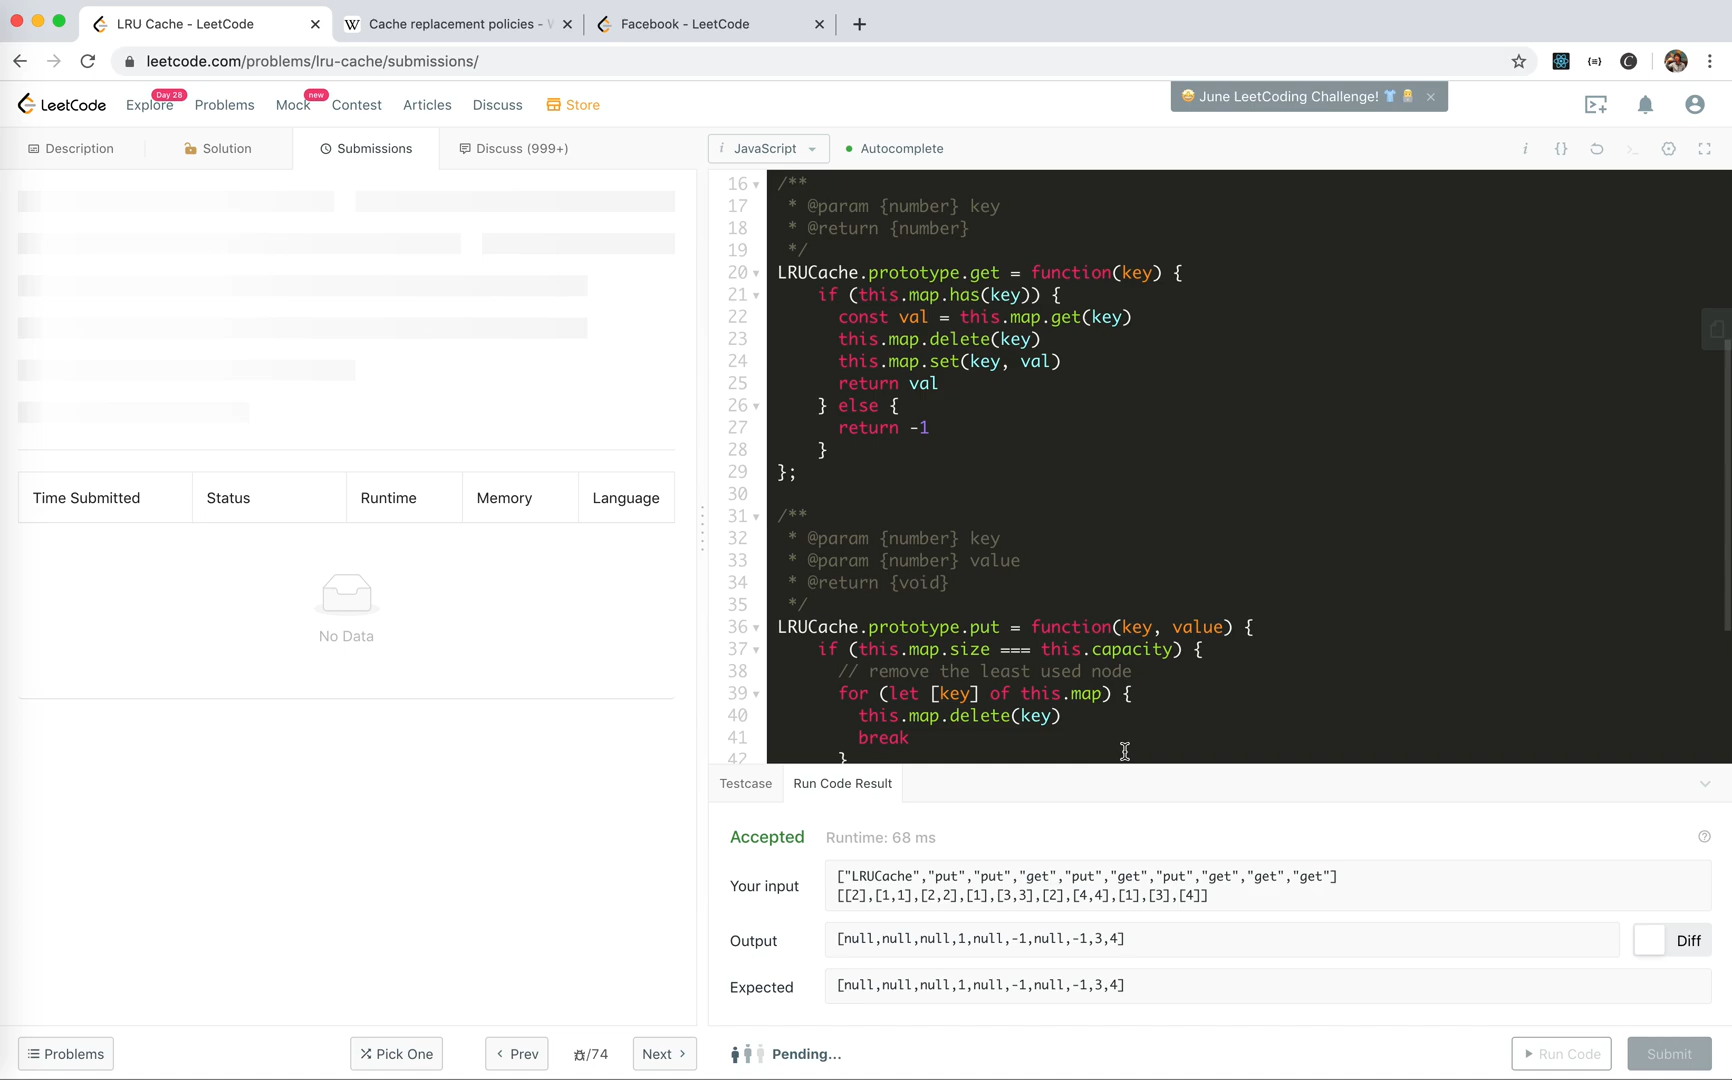 LRU Cache - LeetCode
Cache replacement policies -
Facebook - LeetCode
leetcode.com/problems/lru-cache/submissions/
LeetCode
Explore
Day 28
Problems
Mock
new
Contest
Articles
Discuss
Store
June LeetCoding Challenge!
Description
Solution
Submissions
Discuss (999+)
i JavaScript
Autocomplete
Time Submitted Status Runtime Memory Language
No Data
16 /**
17 * @param {number} key
18 * @return {number}
19 */
20 LRUCache.prototype.get = function(key) {
21 if (this.map.has(key)) {
22 const val = this.map.get(key)
23 this.map.delete(key)
24 this.map.set(key, val)
25 return val
26 } else {
27 return -1
28 }
29 };
30
31 /**
32 * @param {number} key
33 * @param {number} value
34 * @return {void}
35 */
36 LRUCache.prototype.put = function(key, value) {
37 if (this.map.size === this.capacity) {
38 // remove the least used node
39 for (let [key] of this.map) {
40 this.map.delete(key)
41 break
42 }
Testcase
Run Code Result
Accepted Runtime: 68 ms
Your input
["LRUCache","put","put","get","put","get","put","get","get","get"]
[[2],[1,1],[2,2],[1],[3,3],[2],[4,4],[1],[3],[4]]
Output
[null,null,null,1,null,-1,null,-1,3,4]
Diff
Expected
[null,null,null,1,null,-1,null,-1,3,4]
Problems
Pick One
Prev
/74
Next
Pending...
Run Code
Submit